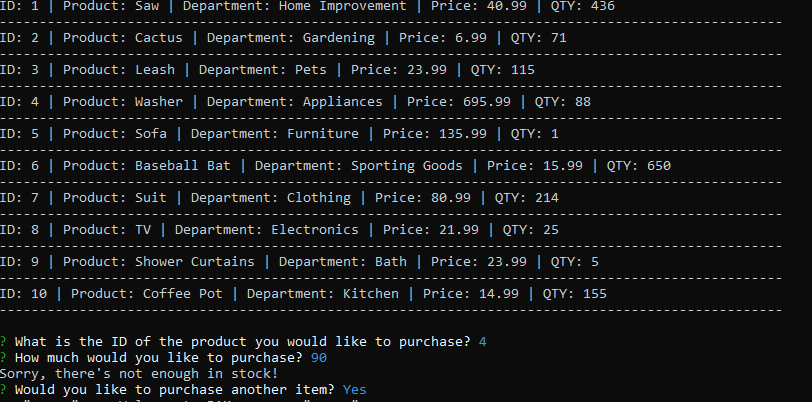 ID: 1 | Product: Saw | Department: Home Improvement | Price: 40.99 | QTY: 436
--------------------------------------------------------------------------------------------------
ID: 2 | Product: Cactus | Department: Gardening | Price: 6.99 | QTY: 71
--------------------------------------------------------------------------------------------------
ID: 3 | Product: Leash | Department: Pets | Price: 23.99 | QTY: 115
--------------------------------------------------------------------------------------------------
ID: 4 | Product: Washer | Department: Appliances | Price: 695.99 | QTY: 88
--------------------------------------------------------------------------------------------------
ID: 5 | Product: Sofa | Department: Furniture | Price: 135.99 | QTY: 1
--------------------------------------------------------------------------------------------------
ID: 6 | Product: Baseball Bat | Department: Sporting Goods | Price: 15.99 | QTY: 650
--------------------------------------------------------------------------------------------------
ID: 7 | Product: Suit | Department: Clothing | Price: 80.99 | QTY: 214
--------------------------------------------------------------------------------------------------
ID: 8 | Product: TV | Department: Electronics | Price: 21.99 | QTY: 25
--------------------------------------------------------------------------------------------------
ID: 9 | Product: Shower Curtains | Department: Bath | Price: 23.99 | QTY: 5
--------------------------------------------------------------------------------------------------
ID: 10 | Product: Coffee Pot | Department: Kitchen | Price: 14.99 | QTY: 155
--------------------------------------------------------------------------------------------------
? What is the ID of the product you would like to purchase? 4
? How much would you like to purchase? 90
Sorry, there's not enough in stock!
? Would you like to purchase another item? Yes